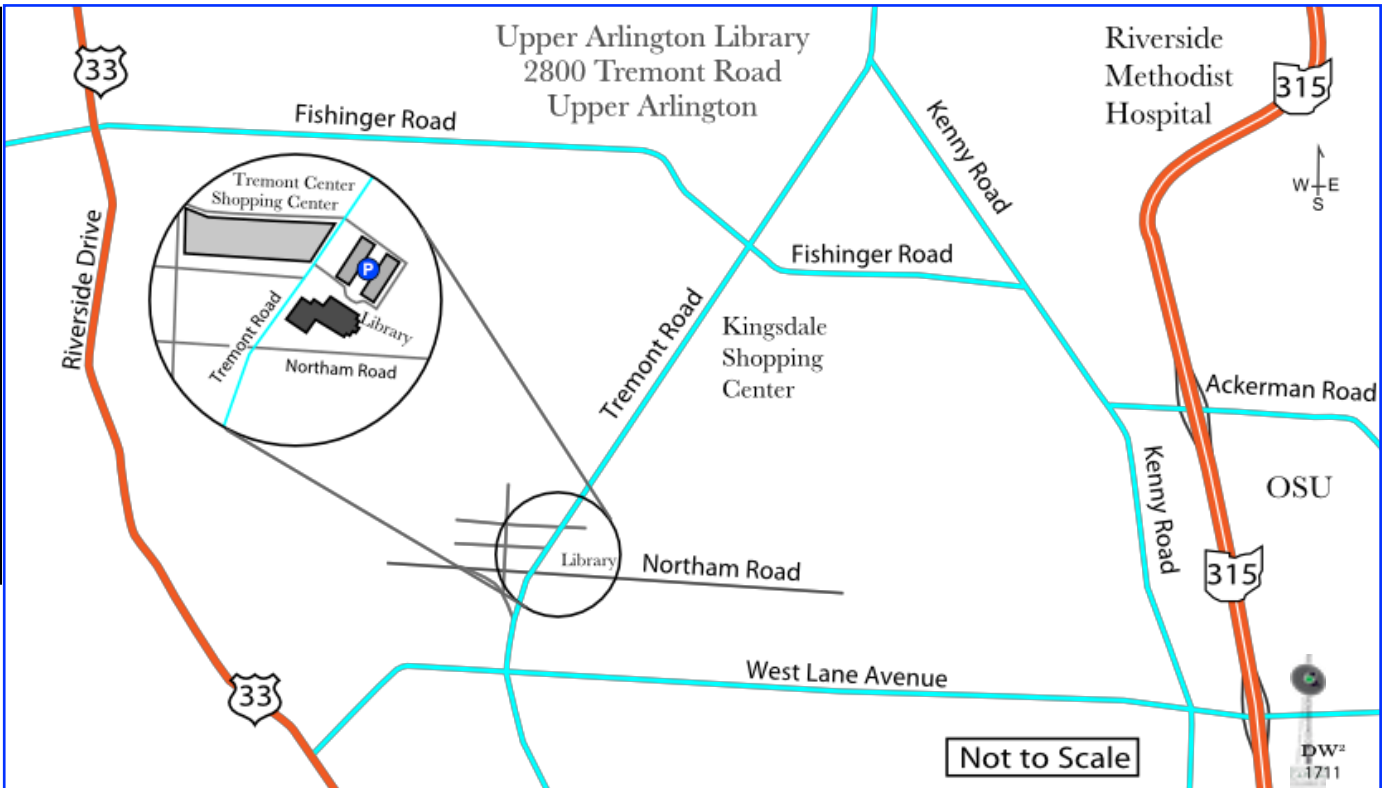 33
Upper Arlington Library
2800 Tremont Road
Upper Arlington
Riverside
Methodist
Hospital
315
Fishinger Road
Kenny Road
W E
S
Tremont Center
Shopping Center
P
Library
Tremont Road
Northam Road
Riverside Drive
Fishinger Road
Tremont Road
Kingsdale
Shopping
Center
Ackerman Road
Kenny Road
OSU
Library
Northam Road
315
33
West Lane Avenue
Not to Scale
DW²
1711